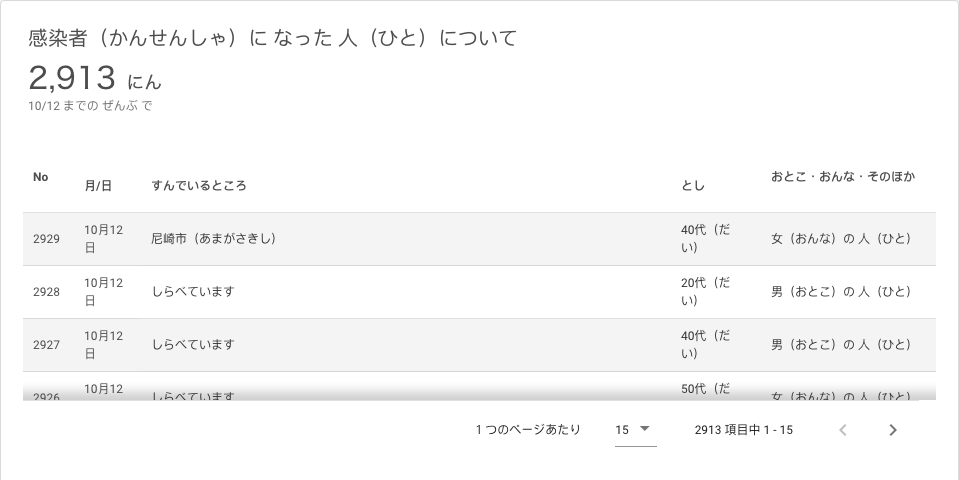 感染者（かんせんしゃ）に なった 人（ひと）について
2,913 にん
10/12 までの ぜんぶ で
No 月/日 すんでいるところ とし おとこ・おんな・そのほか
2929 10月12日 尼崎市（あまがさきし） 40代（だい） 女（おんな）の 人（ひと）
2928 10月12日 しらべています 20代（だい） 男（おとこ）の 人（ひと）
2927 10月12日 しらべています 40代（だい） 男（おとこ）の 人（ひと）
2926 10月12 しらべています 50代（だ 女（おんな）の 人（ひと）
1 つのページあたり 15 2913 項目中 1 - 15